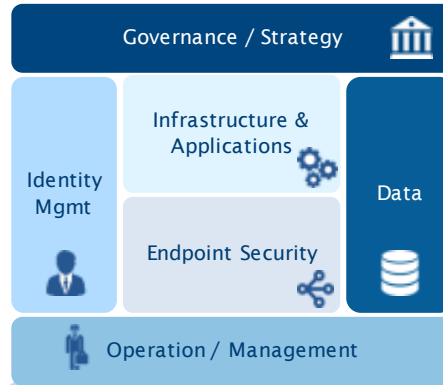 Governance / Strategy
Infrastructure &
Applications
Identity
Mgmt
Data
Endpoint Security
Operation / Management